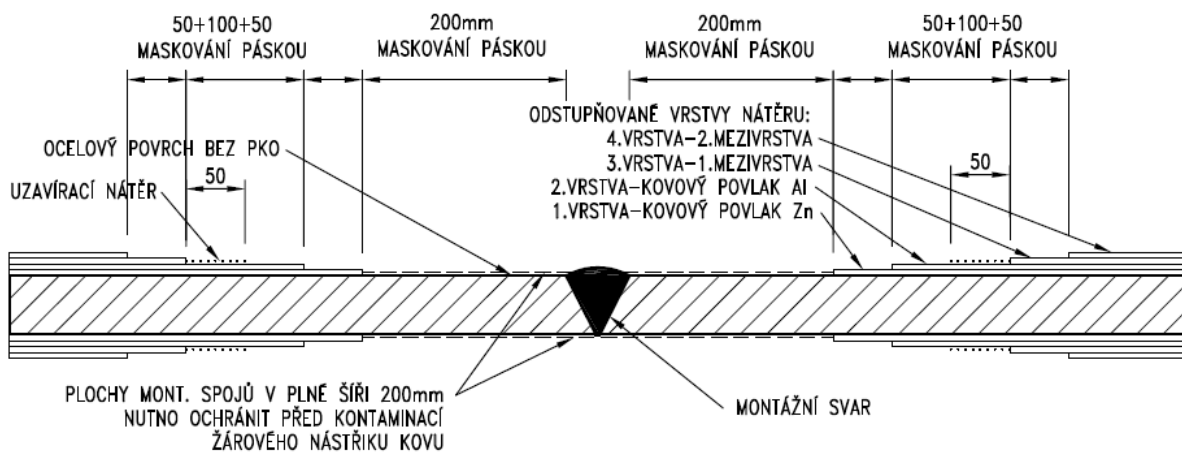 50+100+50
MASKOVÁNÍ PÁSKOU
200mm
MASKOVÁNÍ PÁSKOU
200mm
MASKOVÁNÍ PÁSKOU
50+100+50
MASKOVÁNÍ PÁSKOU
OCELOVÝ POVRCH BEZ PKO
50
UZAVÍRACÍ NÁTĚR
ODSTUPŇOVANÉ VRSTVY NÁTĚRU:
4.VRSTVA-2.MEZIVRSTVA
3.VRSTVA-1.MEZIVRSTVA
2.VRSTVA-KOVOVÝ POVLAK Al
1.VRSTVA-KOVOVÝ POVLAK Zn
50
PLOCHY MONT. SPOJŮ V PLNÉ ŠÍŘI 200mm
NUTNO OCHRÁNIT PŘED KONTAMINACÍ
ŽÁROVÉHO NÁSTŘIKU KOVU
MONTÁŽNÍ SVAR